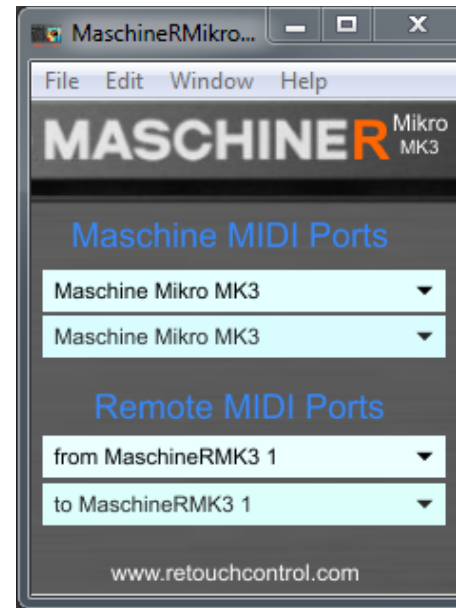 MaschineRMikro...
File Edit Window Help
MASCHINER Mikro
MK3
Maschine MIDI Ports
Maschine Mikro MK3
Maschine Mikro MK3
Remote MIDI Ports
from MaschineRMK3 1
to MaschineRMK3 1
www.retouchcontrol.com